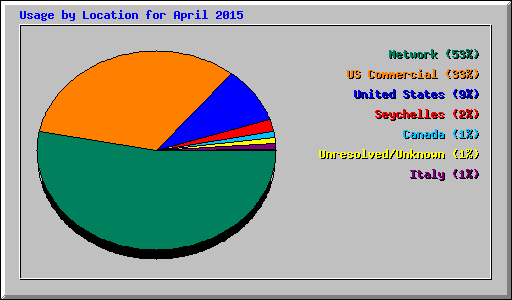 Usage by Location for April 2015
Network (53%)
US Commercial (33%)
United States (9%)
Seychelles (2%)
Canada (1%)
Unresolved/Unknown (1%)
Italy (1%)